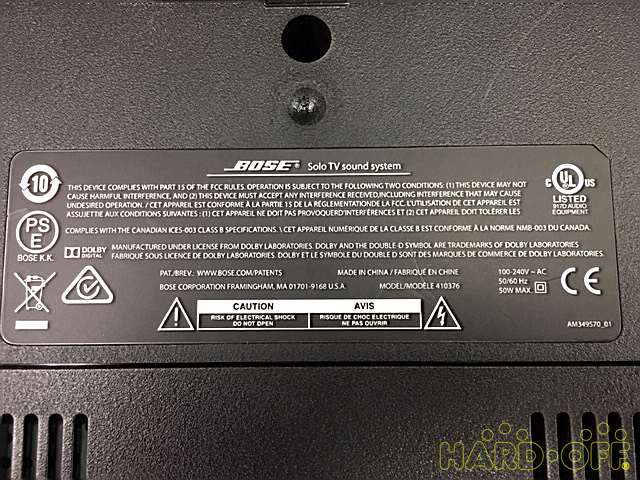 BOSE® Solo TV sound system
10
THIS DEVICE COMPLIES WITH PART 15 OF THE FCC RULES. OPERATION IS SUBJECT TO THE FOLLOWING TWO CONDITIONS: (1) THIS DEVICE MAY NOT
CAUSE HARMFUL INTERFERENCE, AND (2) THIS DEVICE MUST ACCEPT ANY INTERFERENCE RECEIVED,INCLUDING INTERFERENCE THAT MAY CAUSE
UNDESIRED OPERATION. / CET APPAREIL EST CONFORME À LA PARTIE 15 DE LA FCC. L'UTILISATION DE CET APPAREIL EST
ASSUJETTIE AUX CONDITIONS SUIVANTES : (1) CET APPAREIL NE DOIT PAS PROVOQUERD'INTERFÉRENCES ET (2) CET APPAREIL DOIT TOLÉRER LES
C UL US
LISTED
917D AUDIO
EQUIPMENT
PS
E
BOSE K.K.
COMPLIES WITH THE CANADIAN ICES-003 CLASS B SPECIFICATIONS. \ CET APPAREIL NUMÉRIQUE DE LA CLASSE B EST CONFORME À LA NORME NMB-003 DU CANADA.
DOLBY
DIGITAL
MANUFACTURED UNDER LICENSE FROM DOLBY LABORATORIES. DOLBY AND THE DOUBLE-D SYMBOL ARE TRADEMARKS OF DOLBY LABORATORIES
FABRIQUÉ SOUS LICENCE DE DOLBY LABORATORIES. DOLBY ET LE SYMBOLE DU DOUBLE D SONT DES MARQUES DE COMMERCE DE DOLBY LABORATORIES.
PAT./BREV.: WWW.BOSE.COM/PATENTS
BOSE CORPORATION FRAMINGHAM, MA 01701-9168 U.S.A.
MADE IN CHINA / FABRIQUÉ EN CHINE
MODEL/MODÈLE 410376
100-240V ~ AC
50/60 Hz
50W MAX.
CE
CAUTION
RISK OF ELECTRICAL SHOCK
DO NOT OPEN
AVIS
RISQUE DE CHOC ELECTRIQUE
NE PAS OUVRIR
AM349570_01
HARD-OFF